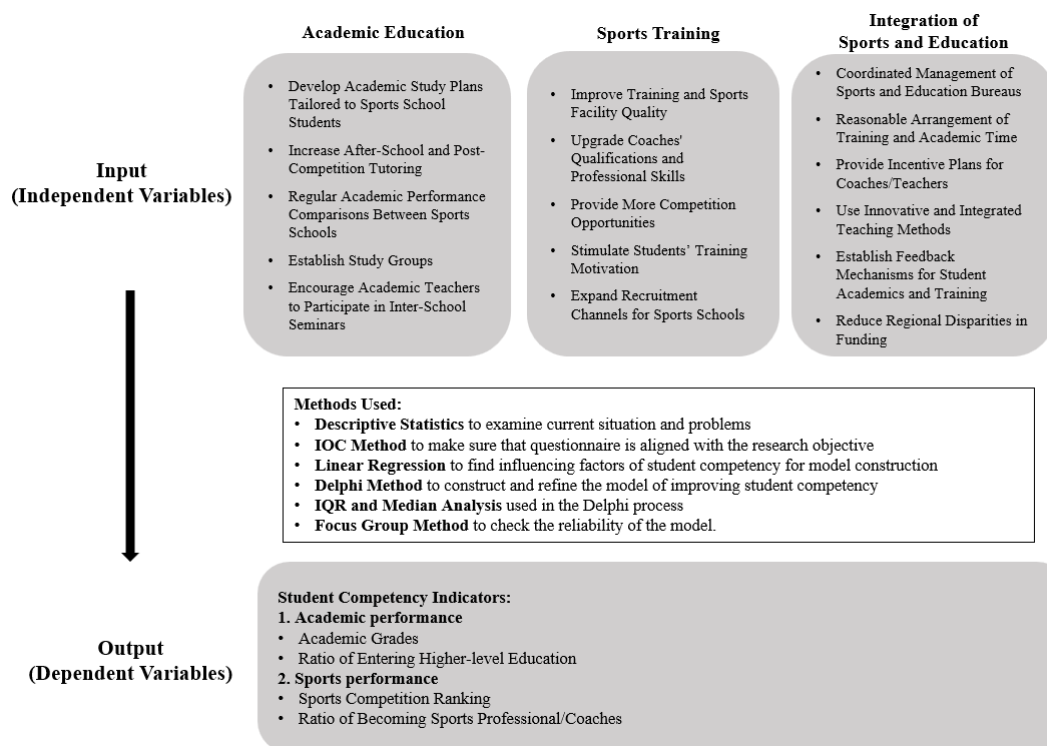 Academic Education
Sports Training
Integration of
Sports and Education
Input
(Independent Variables)
• Develop Academic Study Plans
Tailored to Sports School
Students
• Increase After-School and Post-
Competition Tutoring
• Regular Academic Performance
Comparisons Between Sports
Schools
• Establish Study Groups
• Encourage Academic Teachers
to Participate in Inter-School
Seminars
• Improve Training and Sports
Facility Quality
• Upgrade Coaches'
Qualifications and
Professional Skills
• Provide More Competition
Opportunities
• Stimulate Students’ Training
Motivation
• Expand Recruitment
Channels for Sports Schools
• Coordinated Management of
Sports and Education Bureaus
• Reasonable Arrangement of
Training and Academic Time
• Provide Incentive Plans for
Coaches/Teachers
• Use Innovative and Integrated
Teaching Methods
• Establish Feedback
Mechanisms for Student
Academics and Training
• Reduce Regional Disparities in
Funding
Methods Used:
• Descriptive Statistics to examine current situation and problems
• IOC Method to make sure that questionnaire is aligned with the research objective
• Linear Regression to find influencing factors of student competency for model construction
• Delphi Method to construct and refine the model of improving student competency
• IQR and Median Analysis used in the Delphi process
• Focus Group Method to check the reliability of the model.
Output
(Dependent Variables)
Student Competency Indicators:
1. Academic performance
• Academic Grades
• Ratio of Entering Higher-level Education
2. Sports performance
• Sports Competition Ranking
• Ratio of Becoming Sports Professional/Coaches